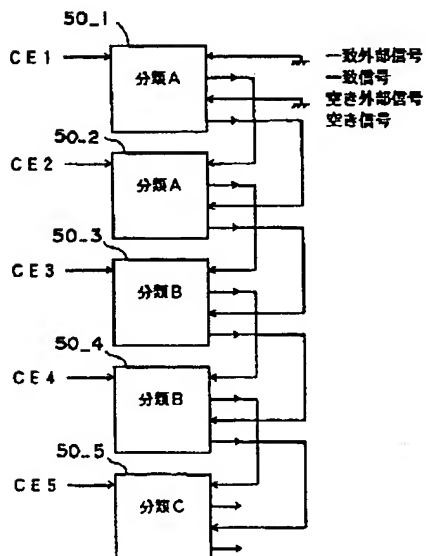 50_1
CE1
分類A
一致外部信号
一致信号
空き外部信号
空き信号
50_2
CE2
分類A
50_3
CE3
分類B
50_4
CE4
分類B
50_5
CE5
分類C